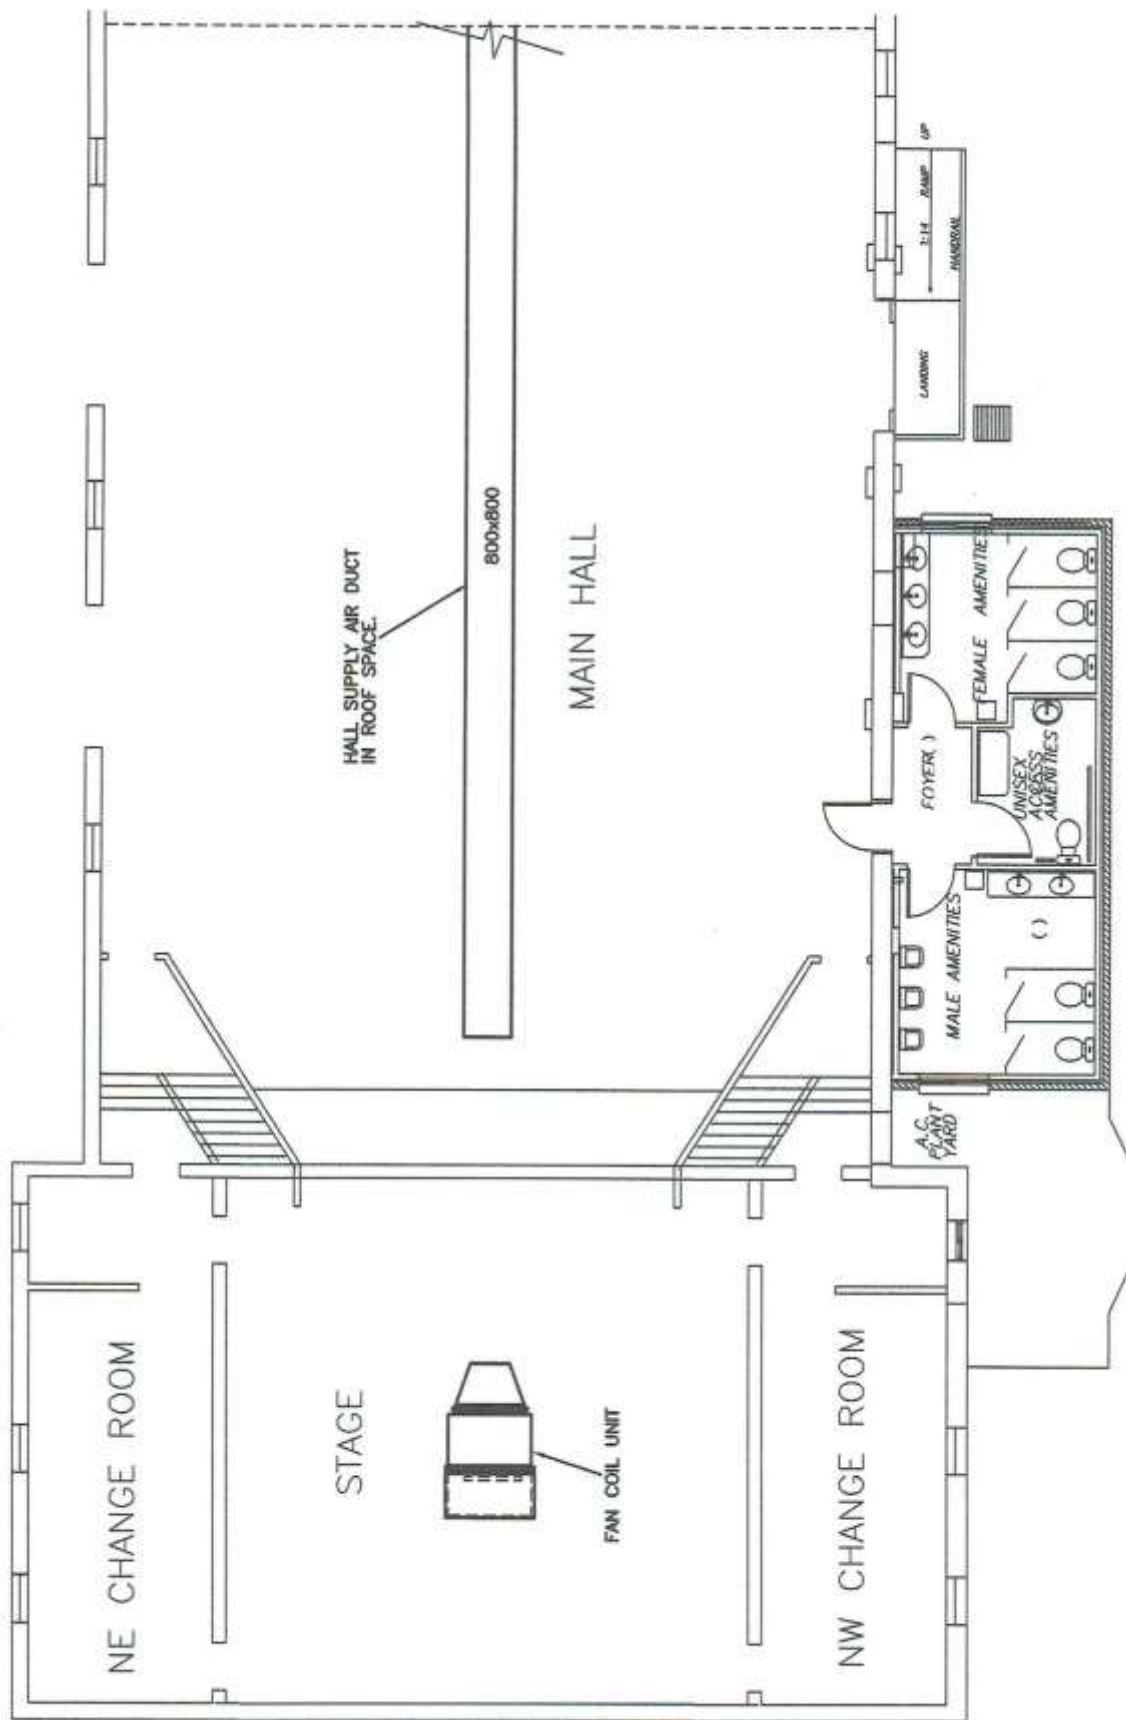 NE CHANGE ROOM
STAGE
FAN COIL UNIT
NW CHANGE ROOM
HALL SUPPLY AIR DUCT
IN ROOF SPACE.
800x800
MAIN HALL
A.C.
PLANT
YARD
MALE AMENITIES
( )
FOYER( )
UNISEX
ACCESS
AMENITIES
FEMALE AMENITIES
LANDING
1:14 RAMP UP
HANDRAIL